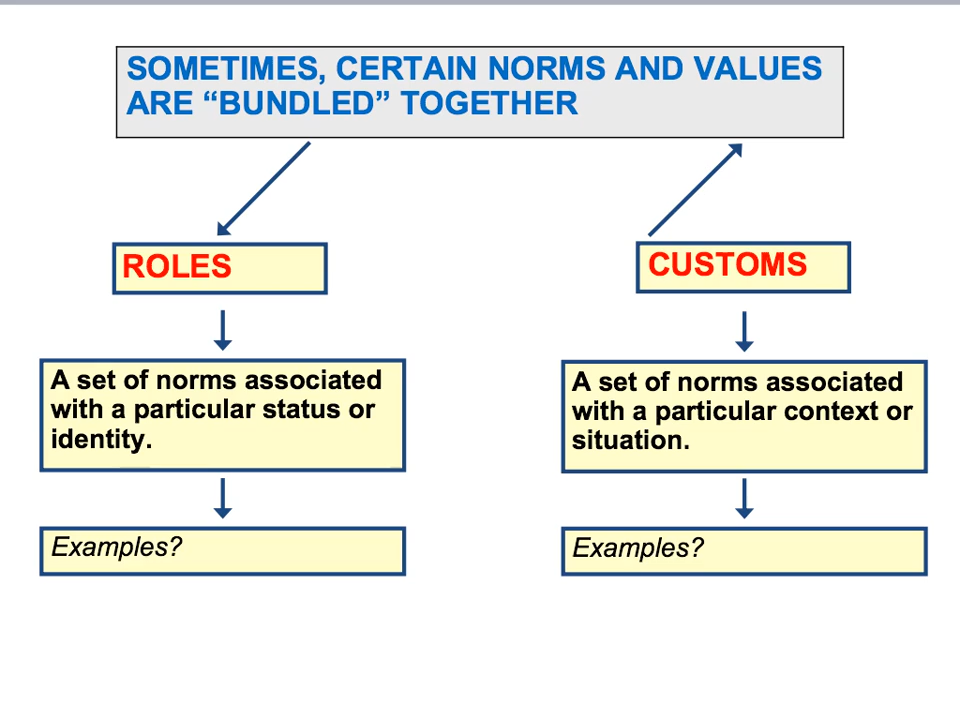 SOMETIMES, CERTAIN NORMS AND VALUES
ARE “BUNDLED” TOGETHER
ROLES
A set of norms associated
with a particular status or
identity.
Examples?
CUSTOMS
A set of norms associated
with a particular context or
situation.
Examples?